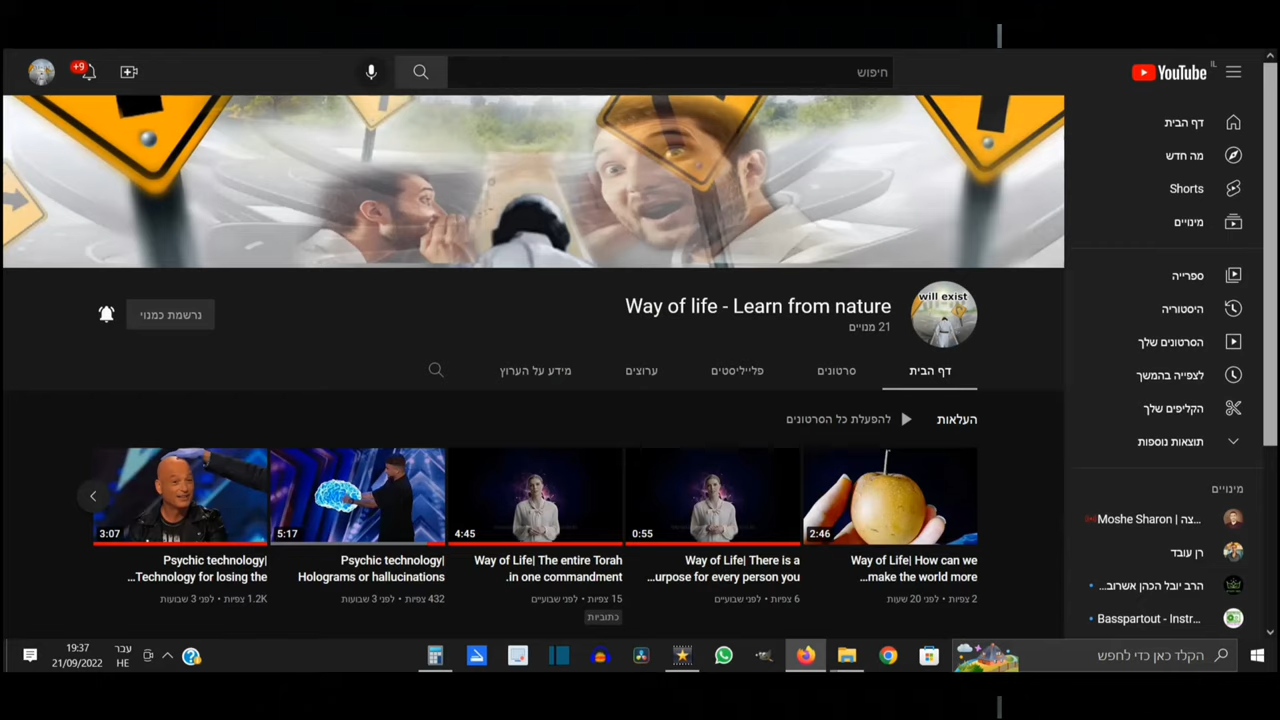 +9
חיפוש
YouTube IL
דף הבית
מה חדש
Shorts
מינויים
ספרייה
היסטוריה
הסרטונים שלך
לצפייה בהמשך
הקליפים שלך
תוצאות נוספות
מינויים
Moshe Sharon | צה...
רן עובד
הרב יובל הכהן אשרוב...
Basspartout - Instr...
will exist
Way of life - Learn from nature
21 מנויים
נרשמת כמנוי
דף הבית
סרטונים
פלייליסטים
ערוצים
מידע על הערוץ
העלאות
להפעלת כל הסרטונים
2:46
Way of Life| How can we
...make the world more
2 צפיות • לפני 20 שעות
0:55
Way of Life| There is a
...urpose for every person you
6 צפיות • לפני שבועיים
4:45
Way of Life| The entire Torah
.in one commandment
15 צפיות • לפני שבועיים
כתוביות
5:17
Psychic technology|
Holograms or hallucinations
432 צפיות • לפני 3 שבועות
3:07
Psychic technology|
...Technology for losing the
1.2K צפיות • לפני 3 שבועות
הקלד כאן כדי לחפש
עבר
HE
19:37
21/09/2022